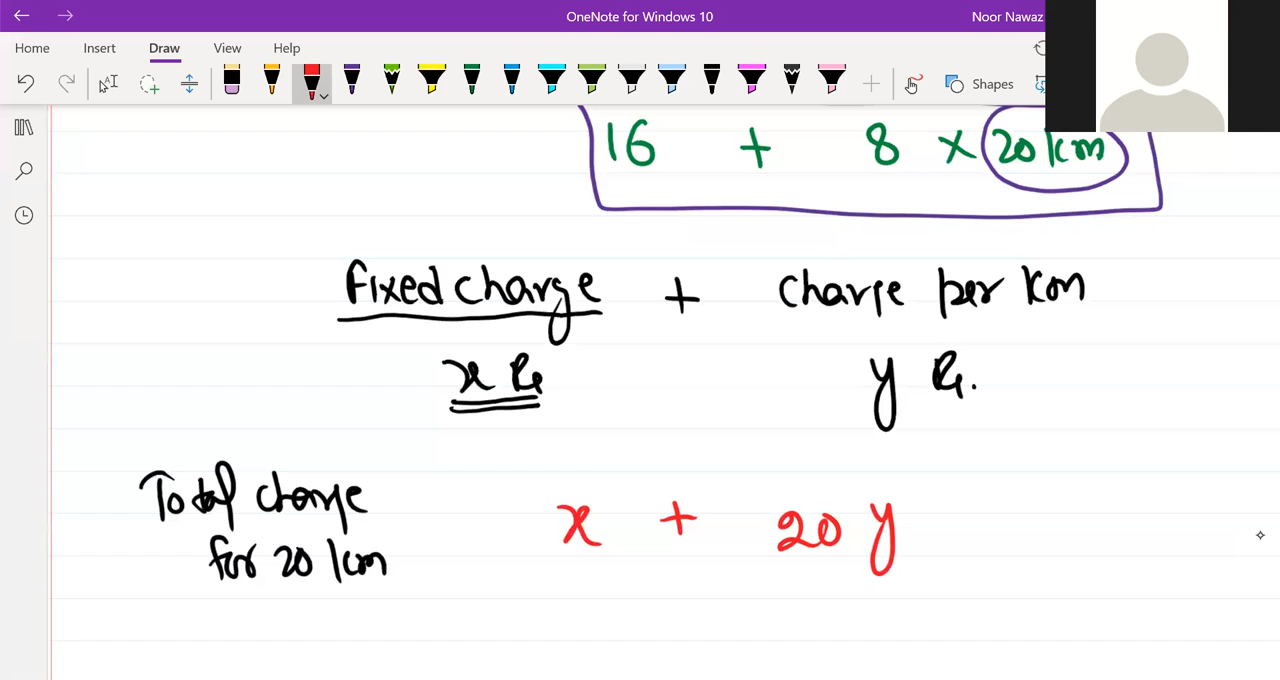 OneNote for Windows 10
Noor Nawaz
Home Insert Draw View Help
Shapes
16 + 8 × 20 km
Fixed charge + charge per Km
x Rs y Rs.
Total charge
for 20 km
x + 20 y